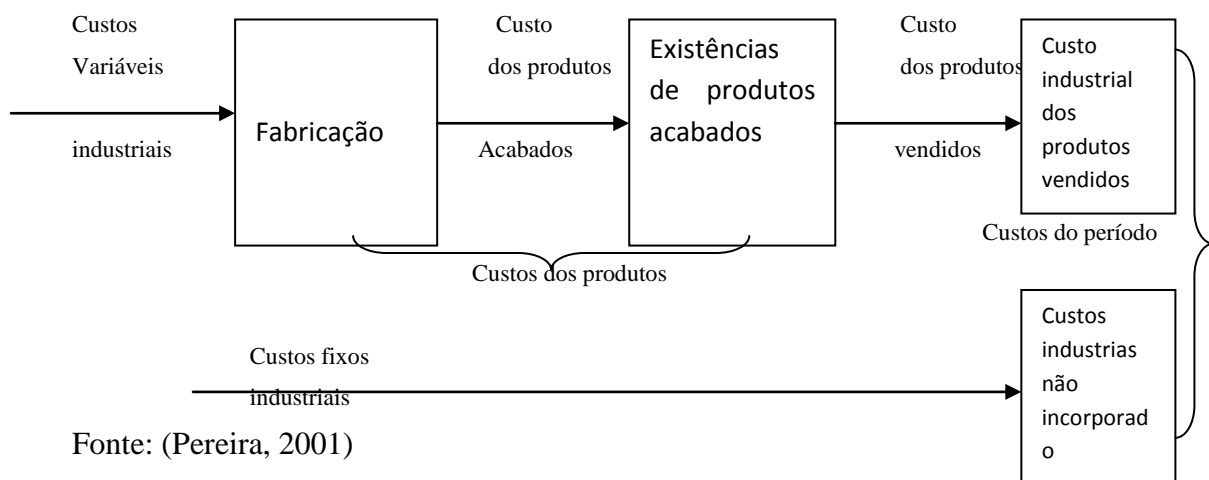 Custos
Variáveis
industriais
Fabricação
Custo
dos produtos
Acabados
Existências
de produtos
acabados
Custo
dos produtos
vendidos
Custo
industrial
dos
produtos
vendidos
Custos do período
Custos dos produtos
Custos fixos
industriais
Custos
industrias
não
incorporad
o
Fonte: (Pereira, 2001)